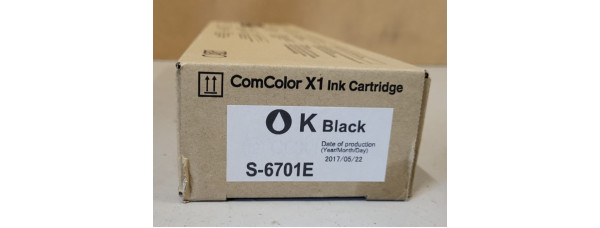 ComColor X1 Ink Cartridge
K Black
Date of production
(Year/Month/Day)
2017/05/22
S-6701E